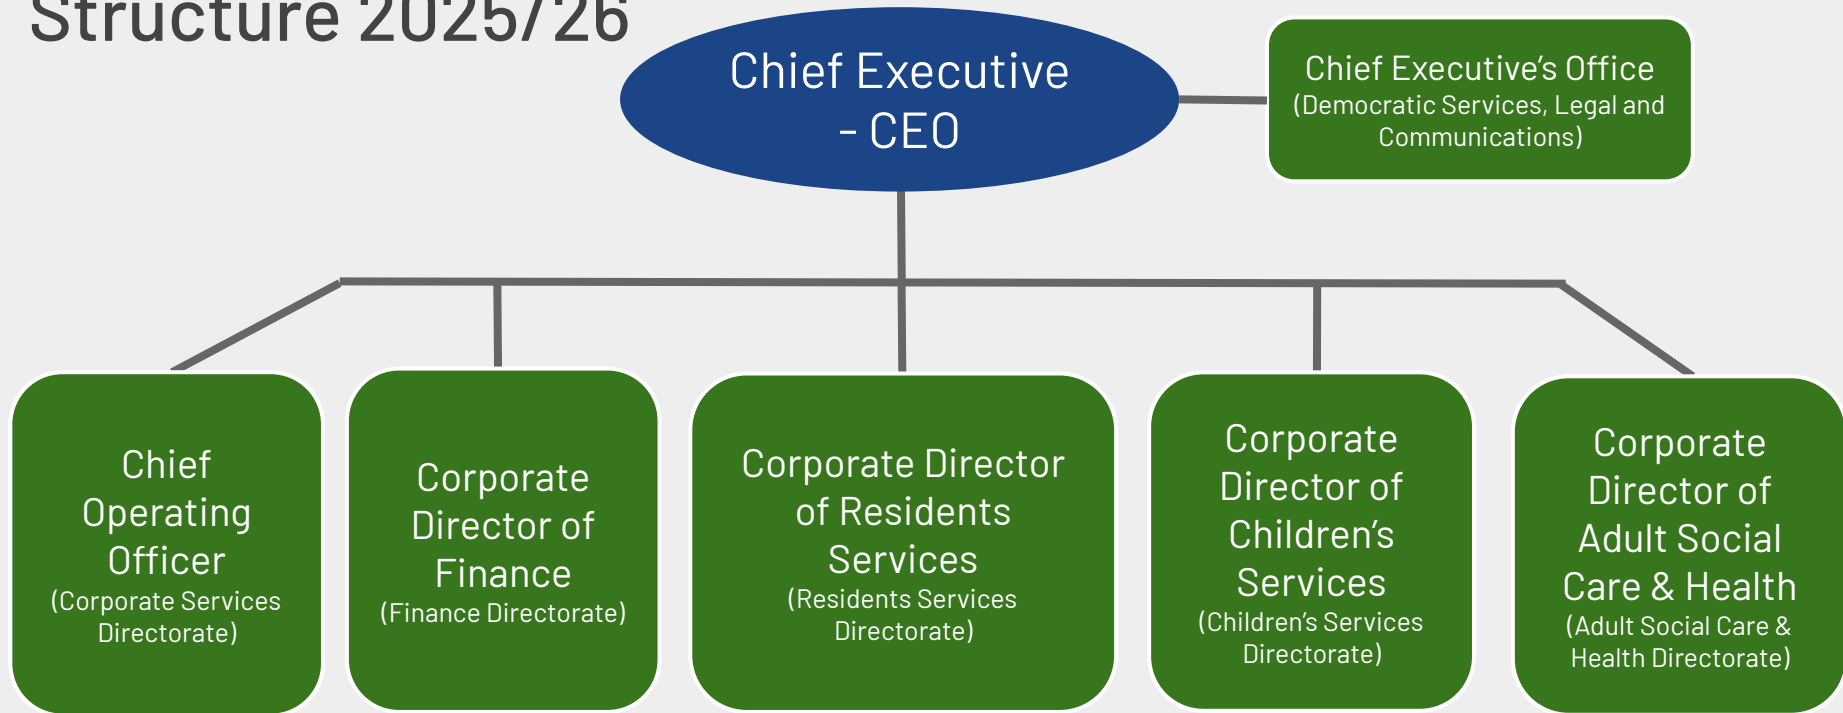 Structure 2025/26
Chief Executive
- CEO
Chief Executive's Office
(Democratic Services, Legal and
Communications)
Chief
Operating
Officer
(Corporate Services
Directorate)
Corporate
Director of
Finance
(Finance Directorate)
Corporate Director
of Residents
Services
(Residents Services
Directorate)
Corporate
Director of
Children's
Services
(Children's Services
Directorate)
Corporate
Director of
Adult Social
Care & Health
(Adult Social Care &
Health Directorate)